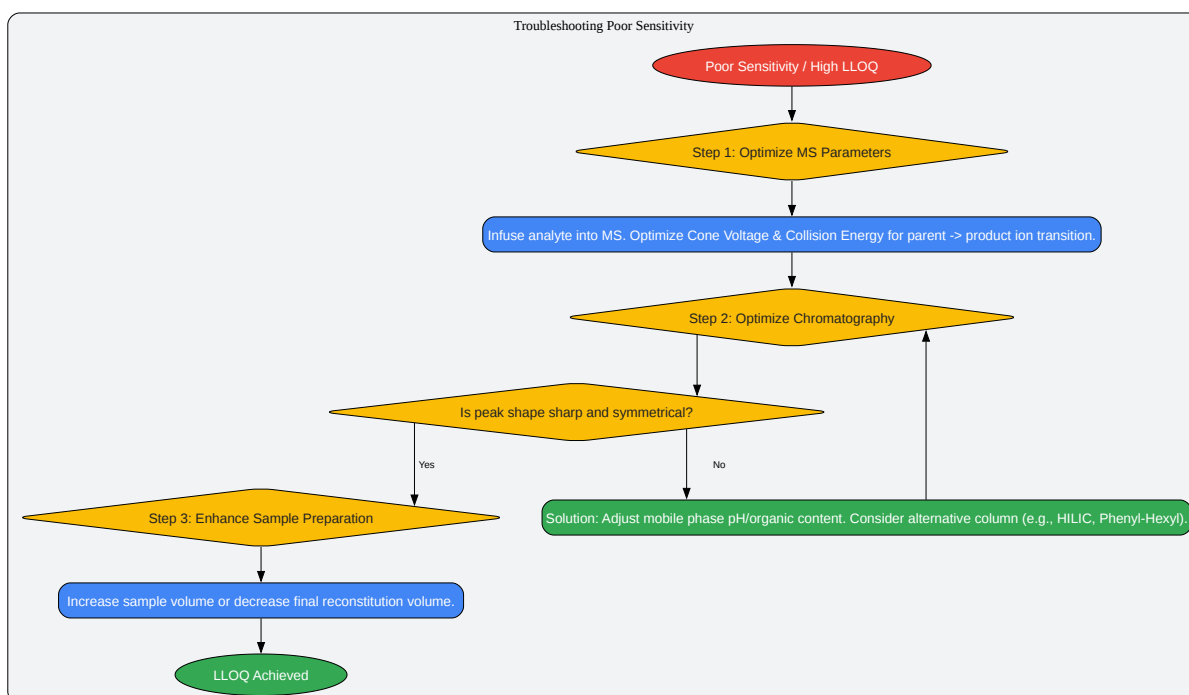 Troubleshooting Poor Sensitivity
Poor Sensitivity / High LLOQ
Step 1: Optimize MS Parameters
Infuse analyte into MS. Optimize Cone Voltage & Collision Energy for parent -> product ion transition.
Step 2: Optimize Chromatography
Is peak shape sharp and symmetrical?
Yes
No
Step 3: Enhance Sample Preparation
Solution: Adjust mobile phase pH/organic content. Consider alternative column (e.g., HILIC, Phenyl-Hexyl).
Increase sample volume or decrease final reconstitution volume.
LLOQ Achieved